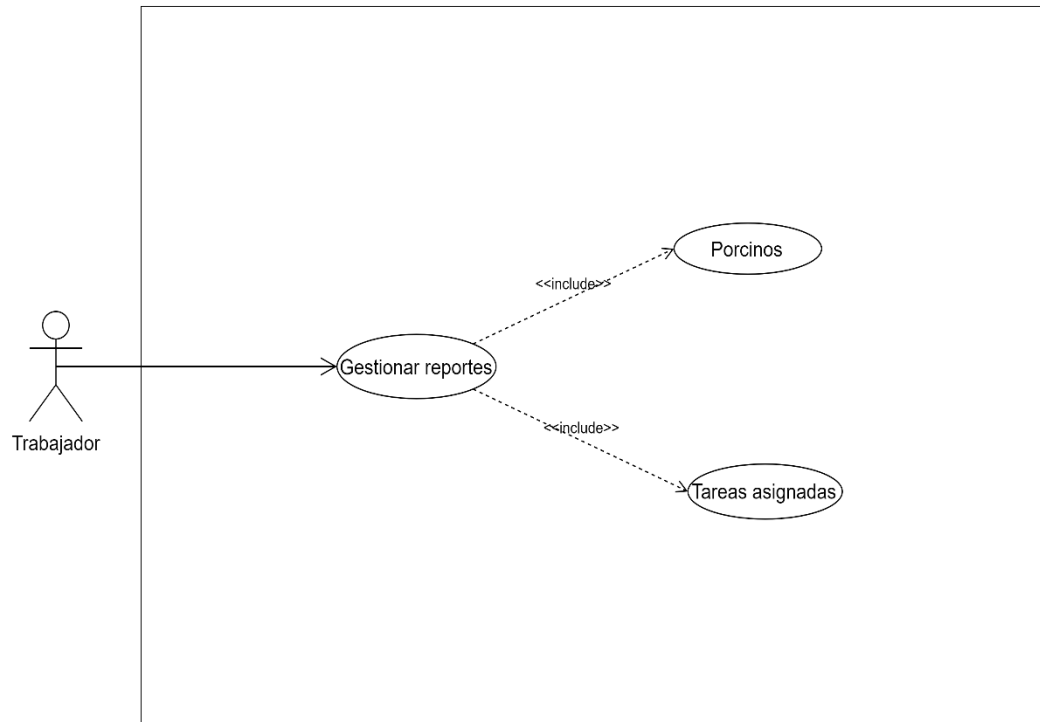 Porcinos
<<include>>
Gestionar reportes
<<include>>
Trabajador
Tareas asignadas